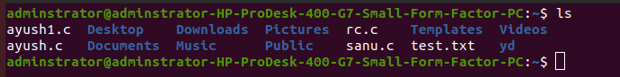 adminstrator@adminstrator-HP-ProDesk-400-G7-Small-Form-Factor-PC:~$ ls
ayush1.c  Desktop    Downloads  Pictures  rc.c    Templates  Videos
ayush.c   Documents  Music      Public    sanu.c  test.txt   yd
adminstrator@adminstrator-HP-ProDesk-400-G7-Small-Form-Factor-PC:~$